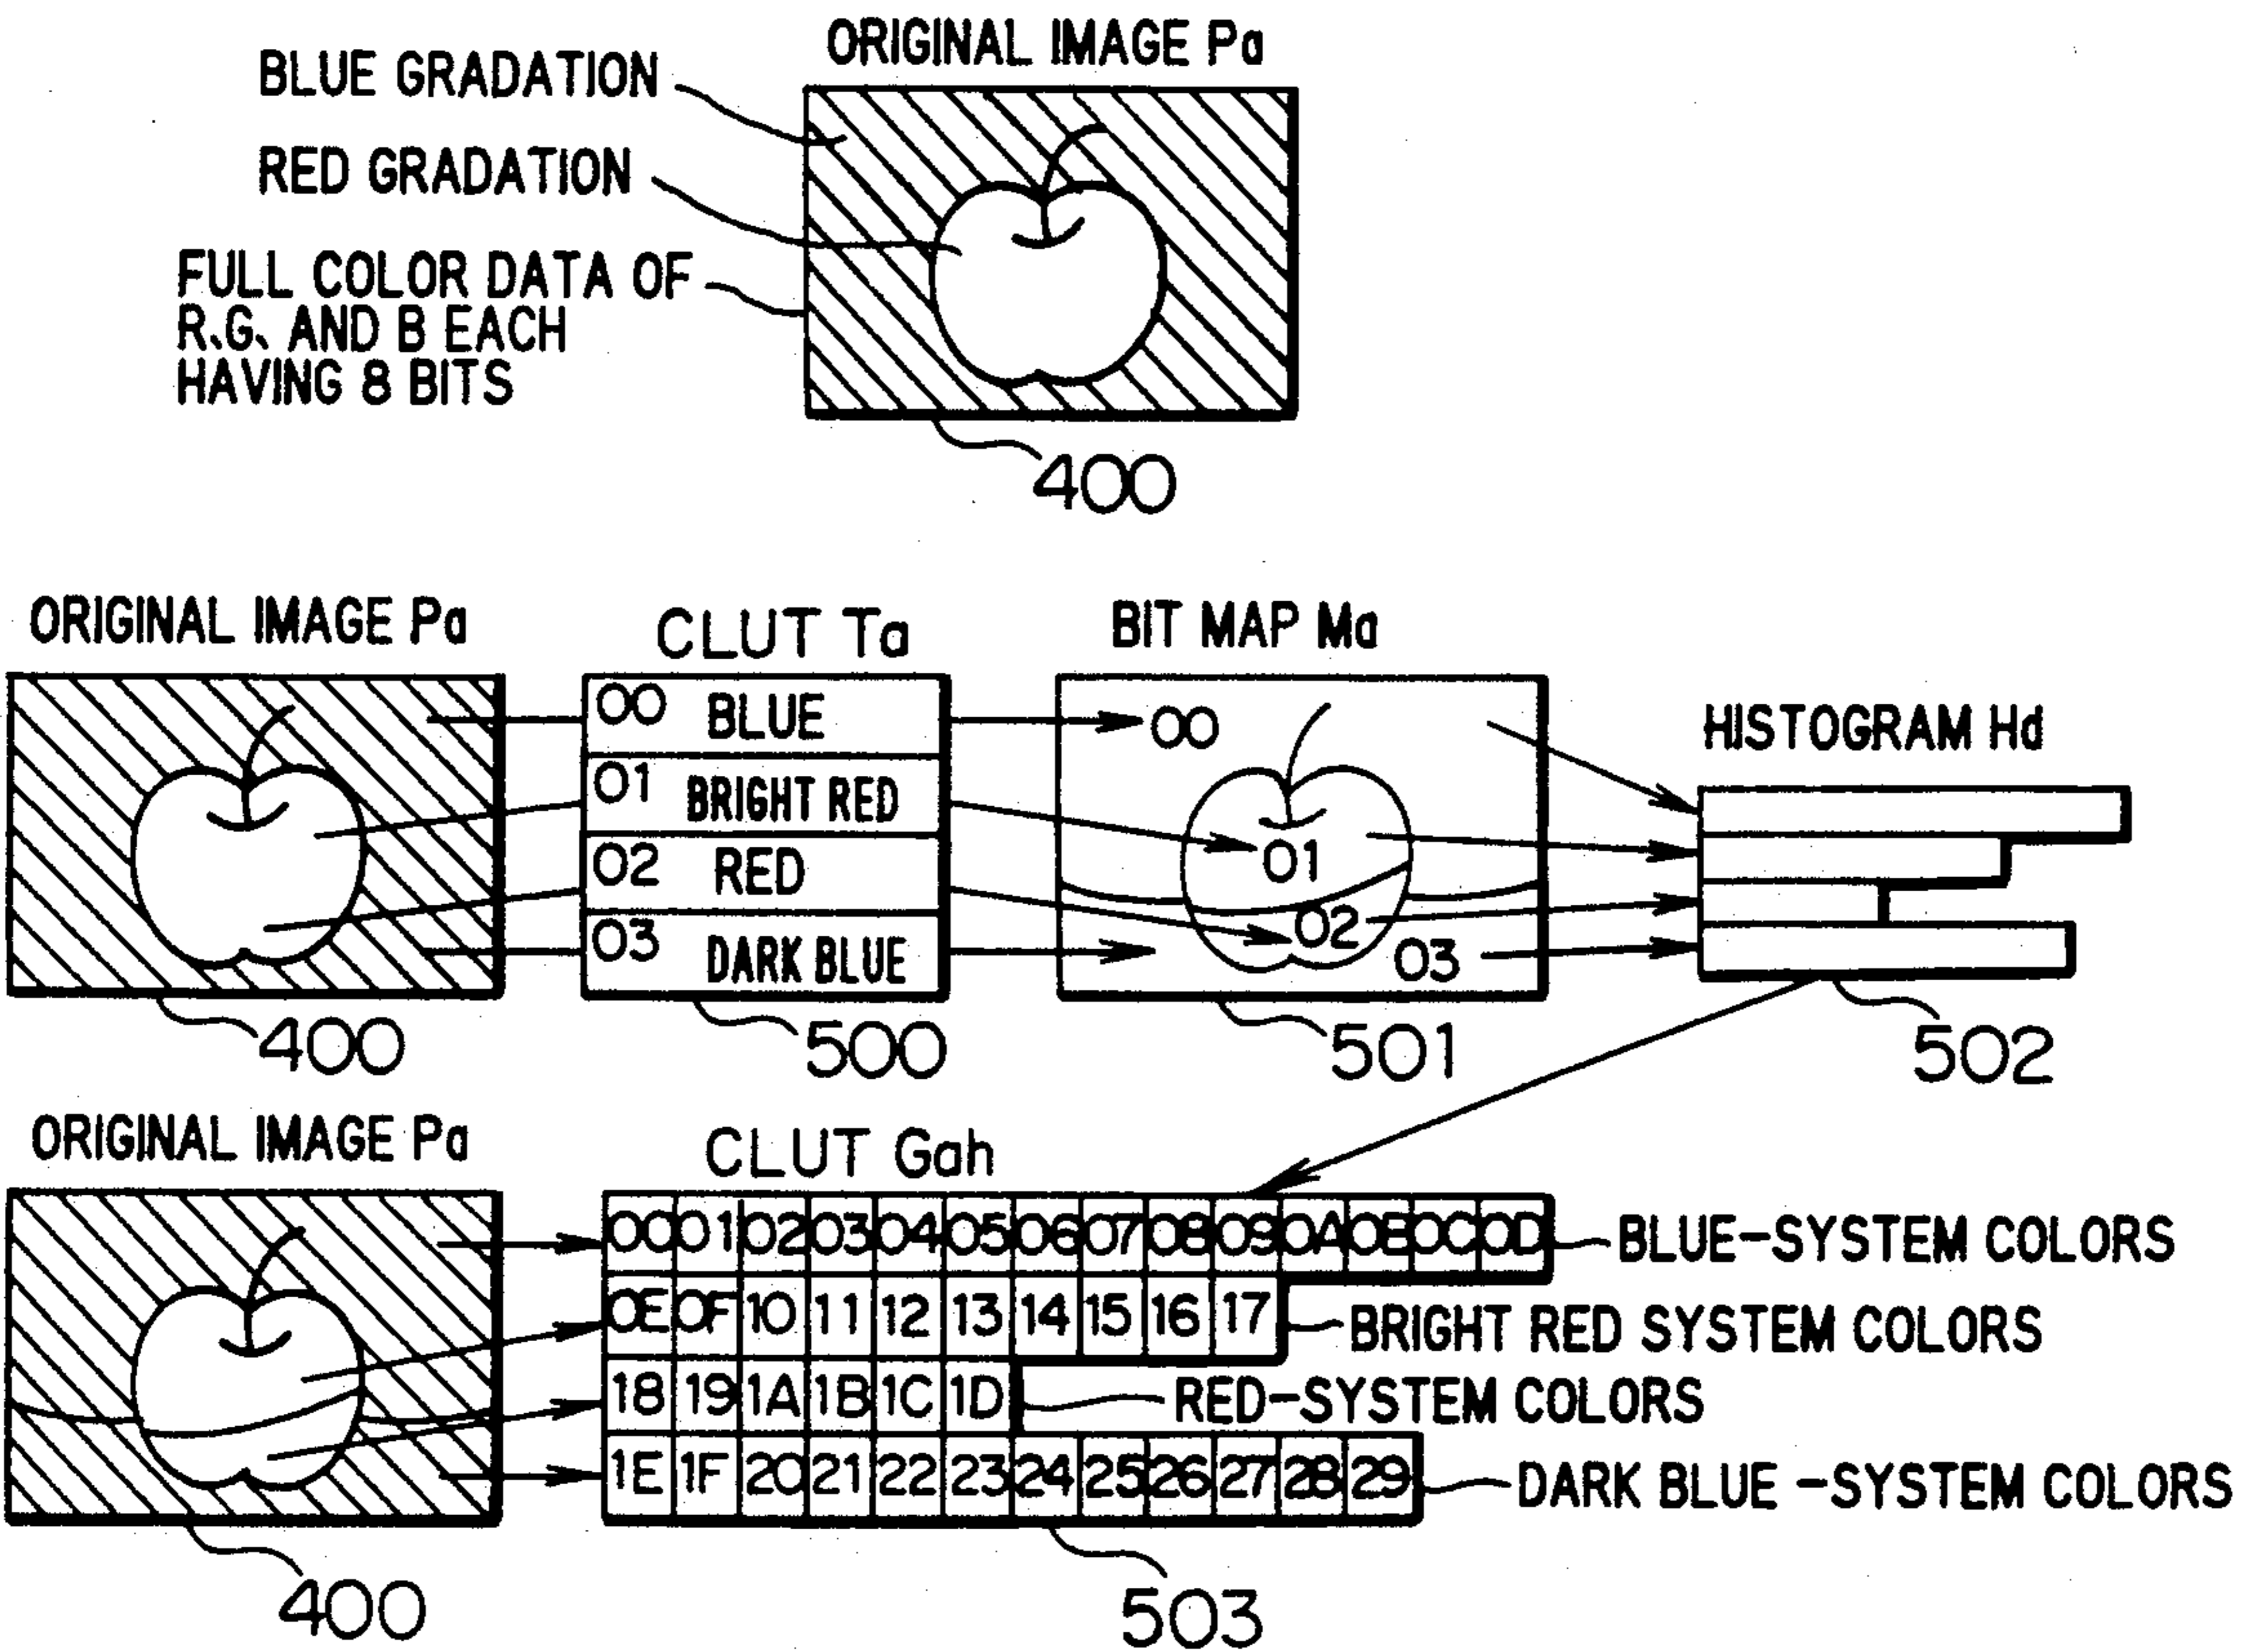 ORIGINAL IMAGE Pa
BLUE GRADATION
RED GRADATION
FULL COLOR DATA OF
R、G、 AND B EACH
HAVING 8 BITS
400
ORIGINAL IMAGE Pa
CLUT Ta
BIT MAP Ma
HISTOGRAM Hd
00 BLUE
01 BRIGHT RED
02 RED
03 DARK BLUE
00
01
02
03
400
500
501
502
ORIGINAL IMAGE Pa
CLUT Gah
00 01 02 03 04 05 06 07 08 09 0A 0B 0C 0D
BLUE-SYSTEM COLORS
0E 0F 10 11 12 13 14 15 16 17
BRIGHT RED SYSTEM COLORS
18 19 1A 1B 1C 1D
RED-SYSTEM COLORS
1E 1F 20 21 22 23 24 25 26 27 28 29
DARK BLUE -SYSTEM COLORS
400
503